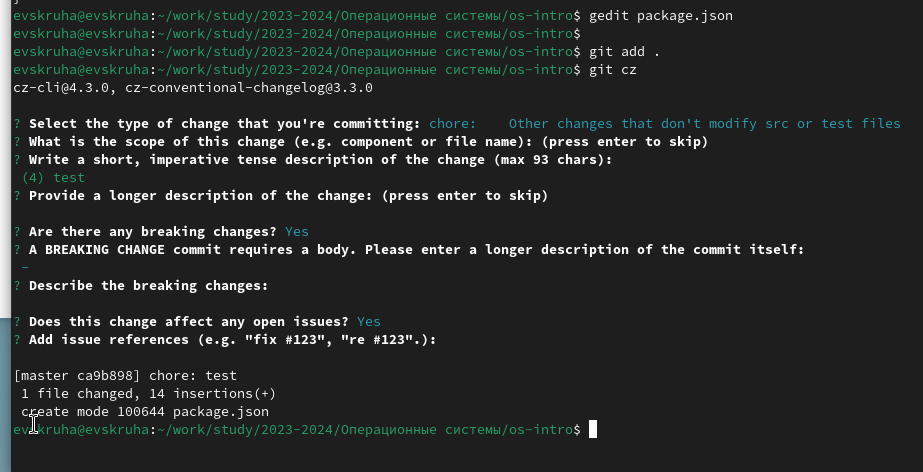 }
evskruha@evskruha:~/work/study/2023-2024/Операционные системы/os-intro$ gedit package.json
evskruha@evskruha:~/work/study/2023-2024/Операционные системы/os-intro$
evskruha@evskruha:~/work/study/2023-2024/Операционные системы/os-intro$ git add .
evskruha@evskruha:~/work/study/2023-2024/Операционные системы/os-intro$ git cz
cz-cli@4.3.0, cz-conventional-changelog@3.3.0
? Select the type of change that you're committing: chore:    Other changes that don't modify src or test files
? What is the scope of this change (e.g. component or file name): (press enter to skip)
? Write a short, imperative tense description of the change (max 93 chars):
(4) test
? Provide a longer description of the change: (press enter to skip)
? Are there any breaking changes? Yes
? A BREAKING CHANGE commit requires a body. Please enter a longer description of the commit itself:
-
? Describe the breaking changes:
? Does this change affect any open issues? Yes
? Add issue references (e.g. "fix #123", "re #123".):
[master ca9b898] chore: test
1 file changed, 14 insertions(+)
create mode 100644 package.json
evskruha@evskruha:~/work/study/2023-2024/Операционные системы/os-intro$